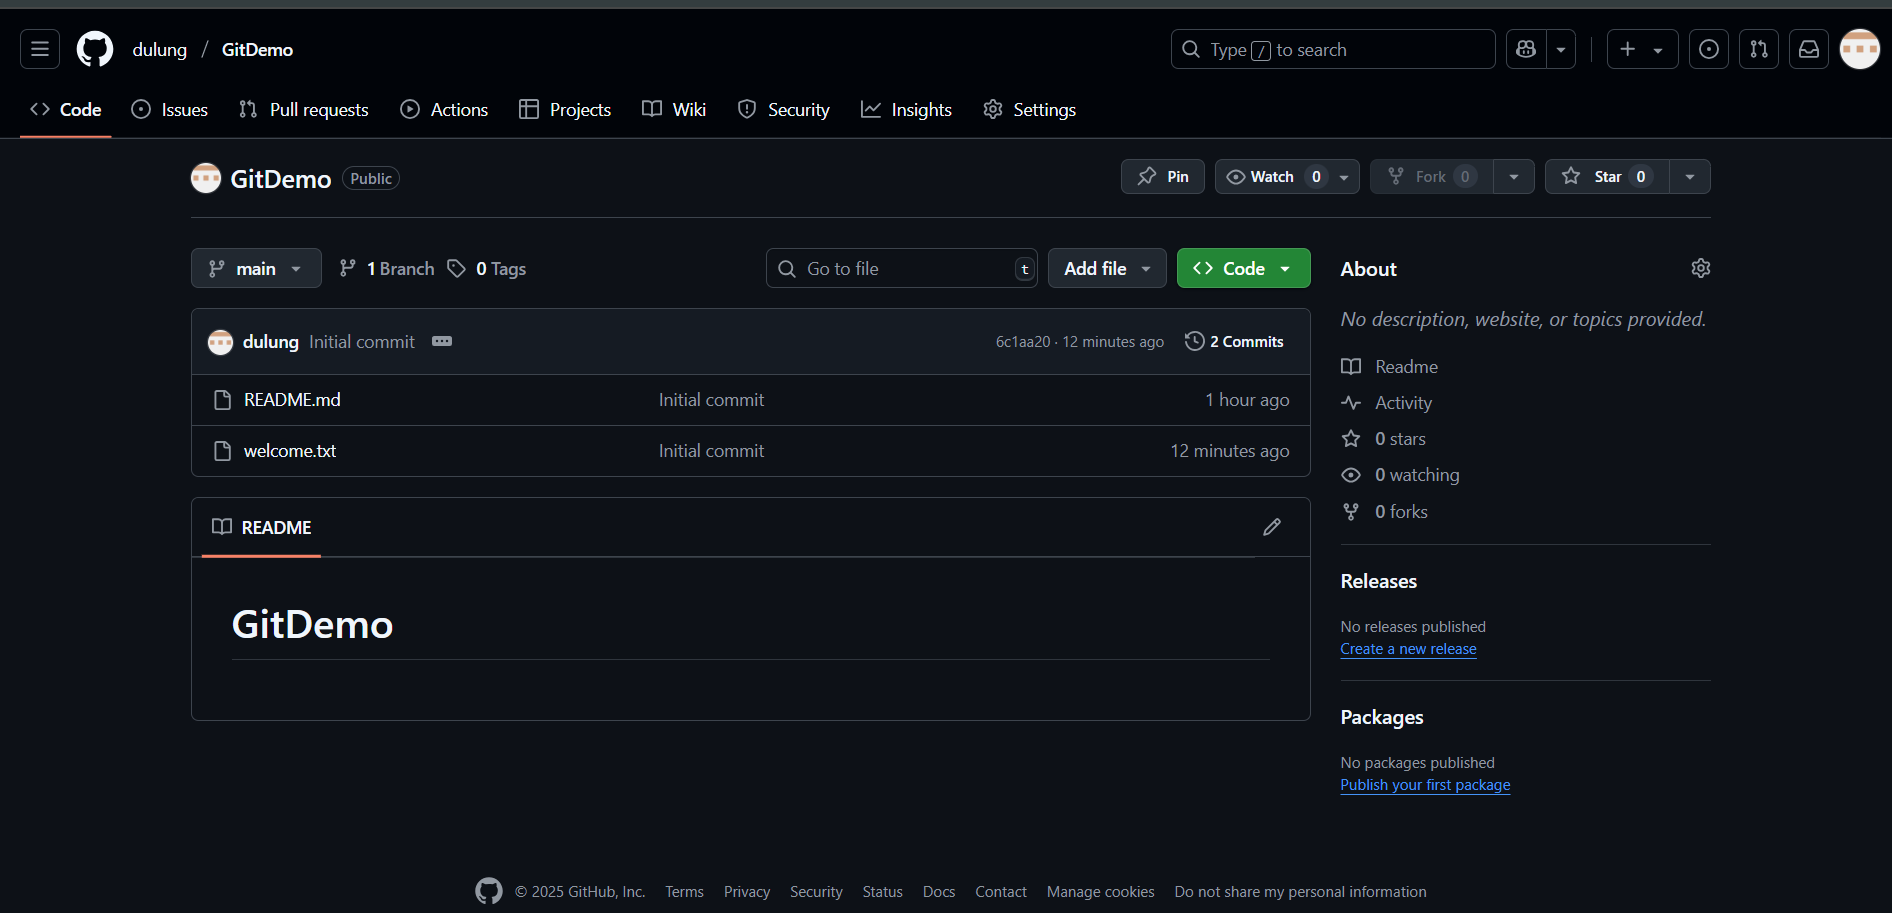 dulung / GitDemo
Type / to search
Code Issues Pull requests Actions Projects Wiki Security Insights Settings
GitDemo Public
Pin Watch 0 Fork 0 Star 0
main 1 Branch 0 Tags
Go to file t Add file Code
dulung Initial commit 6c1aa20 · 12 minutes ago 2 Commits
README.md Initial commit 1 hour ago
welcome.txt Initial commit 12 minutes ago
README
GitDemo
About
No description, website, or topics provided.
Readme
Activity
0 stars
0 watching
0 forks
Releases
No releases published
Create a new release
Packages
No packages published
Publish your first package
© 2025 GitHub, Inc. Terms Privacy Security Status Docs Contact Manage cookies Do not share my personal information